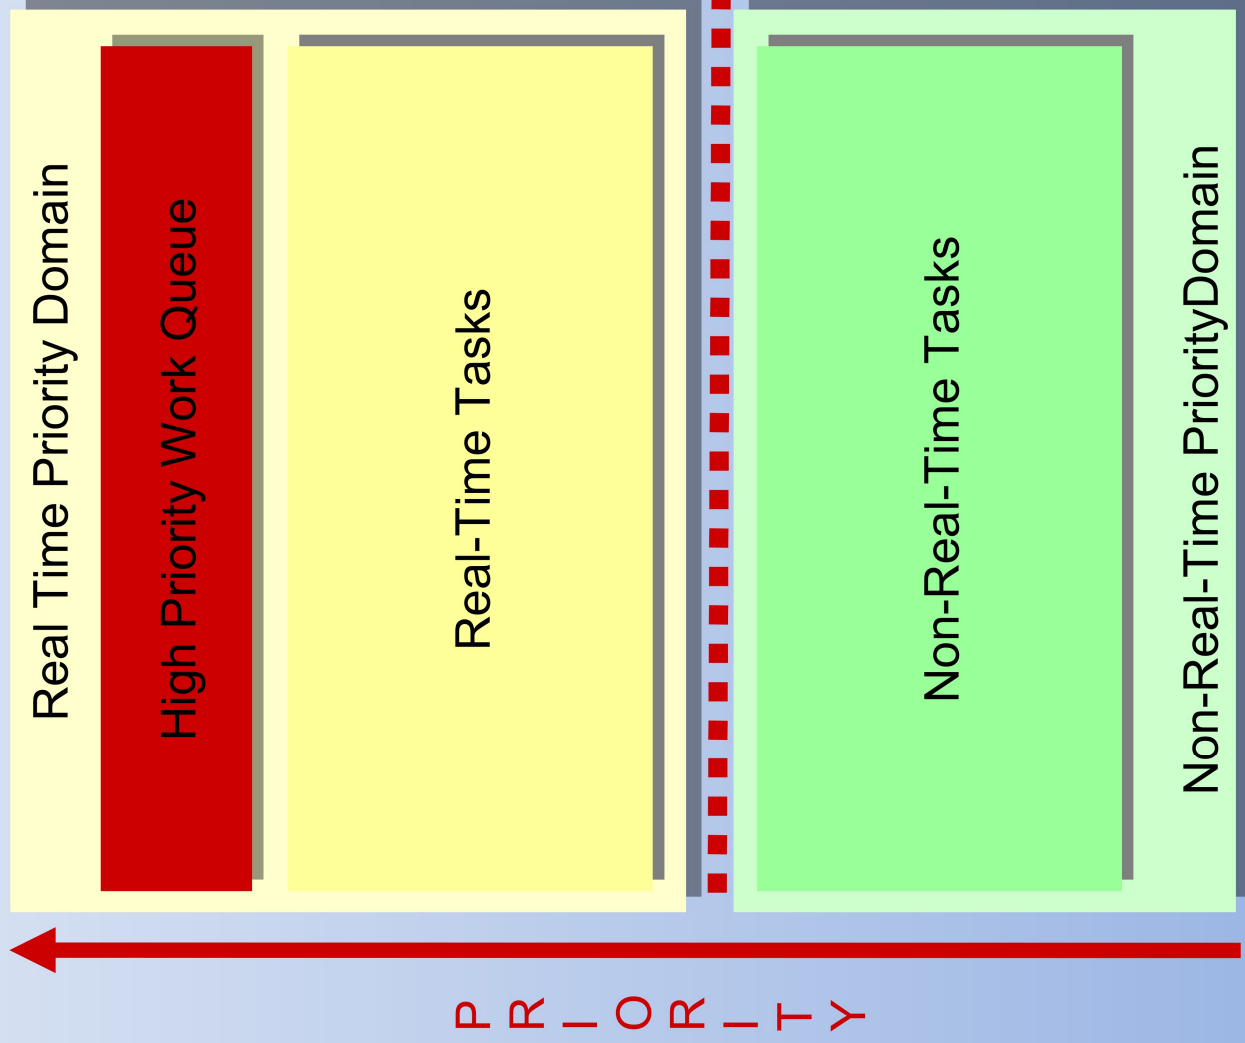 Real Time Priority Domain
High Priority Work Queue
Real-Time Tasks
Non-Real-Time Tasks
Non-Real-Time PriorityDomain
PRIORITY